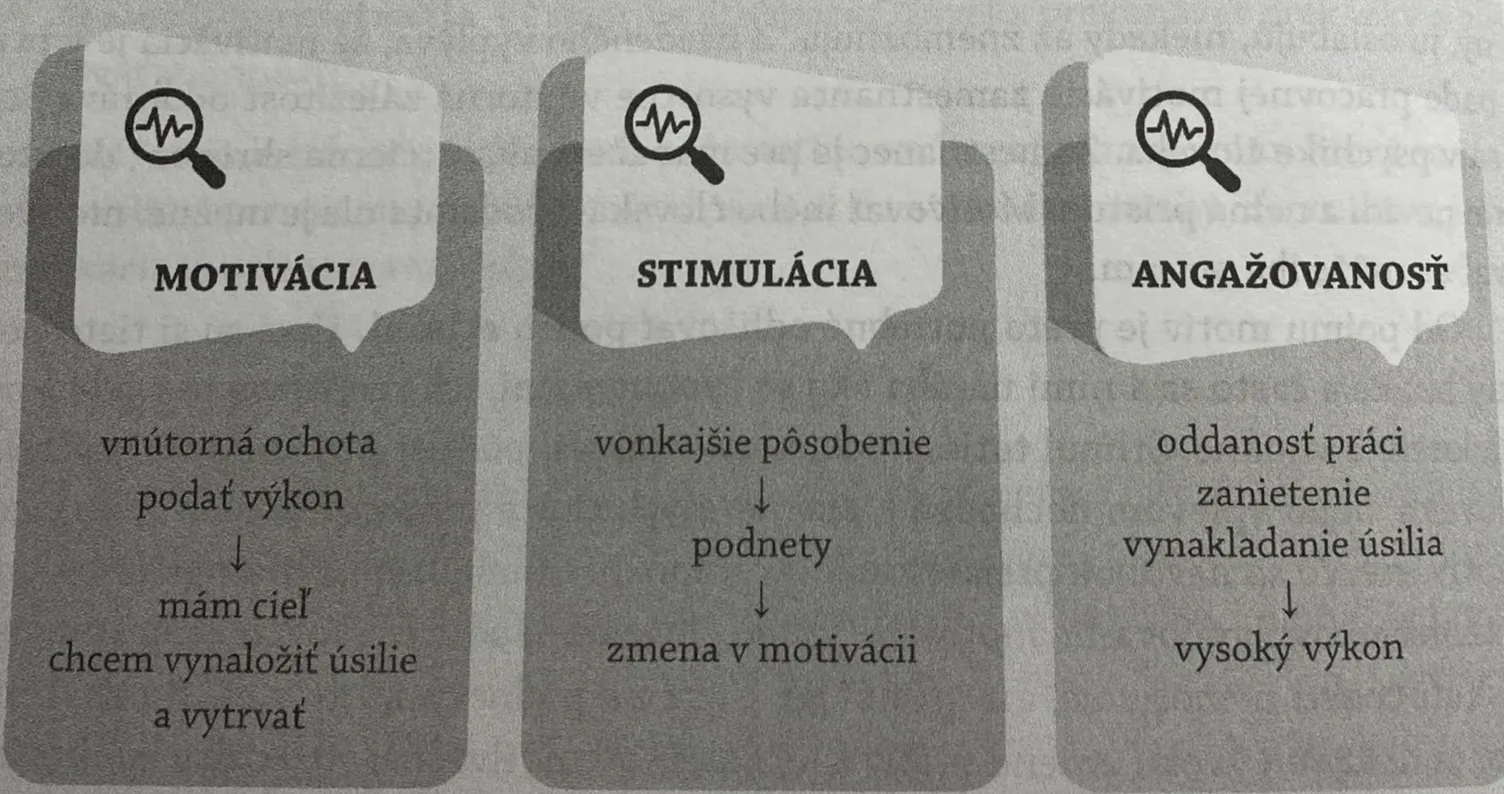 MOTIVÁCIA
vnútorná ochota
podať výkon
↓
mám cieľ
chcem vynaložiť úsilie
a vytrvať
STIMULÁCIA
vonkajšie pôsobenie
↓
podnety
↓
zmena v motivácii
ANGAŽOVANOSŤ
oddanosť práci
zanietenie
vynakladanie úsilia
↓
vysoký výkon